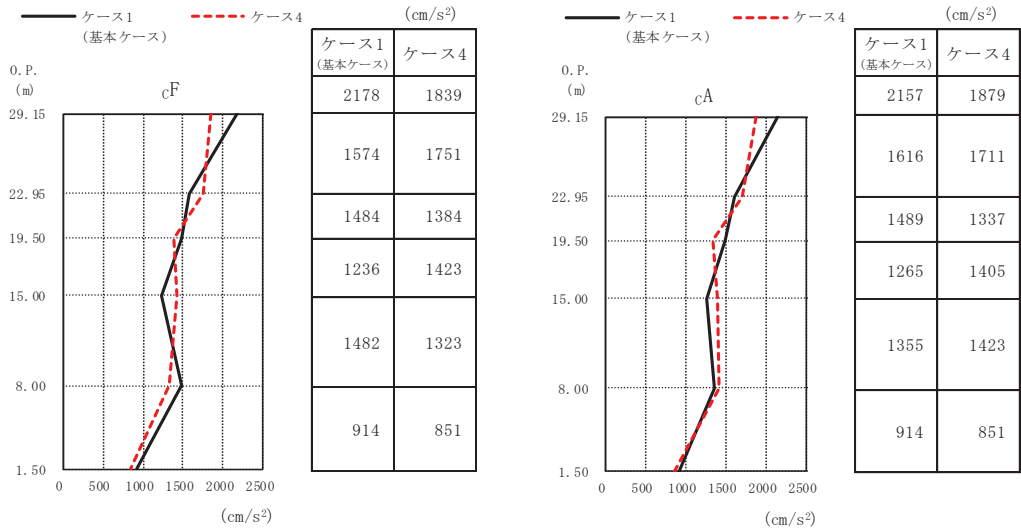 ケース1
(基本ケース)
ケース4
(cm/s²)
O.P.
(m)
cF
29.15
22.95
19.50
15.00
8.00
1.50
0 500 1000 1500 2000 2500
(cm/s²)
ケース1
(基本ケース)
ケース4
2178 1839
1574 1751
1484 1384
1236 1423
1482 1323
914 851
ケース1
(基本ケース)
ケース4
(cm/s²)
O.P.
(m)
cA
29.15
22.95
19.50
15.00
8.00
1.50
0 500 1000 1500 2000 2500
(cm/s²)
ケース1
(基本ケース)
ケース4
2157 1879
1616 1711
1489 1337
1265 1405
1355 1423
914 851